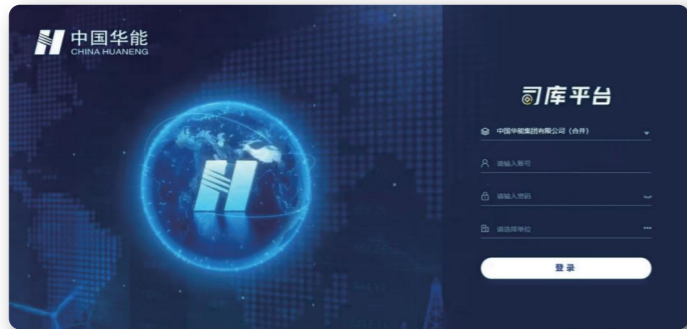 中国华能
CHINA HUANENG
司库平台
中国华能集团有限公司（合并）
请输入账号
请输入密码
请选择单位
登录